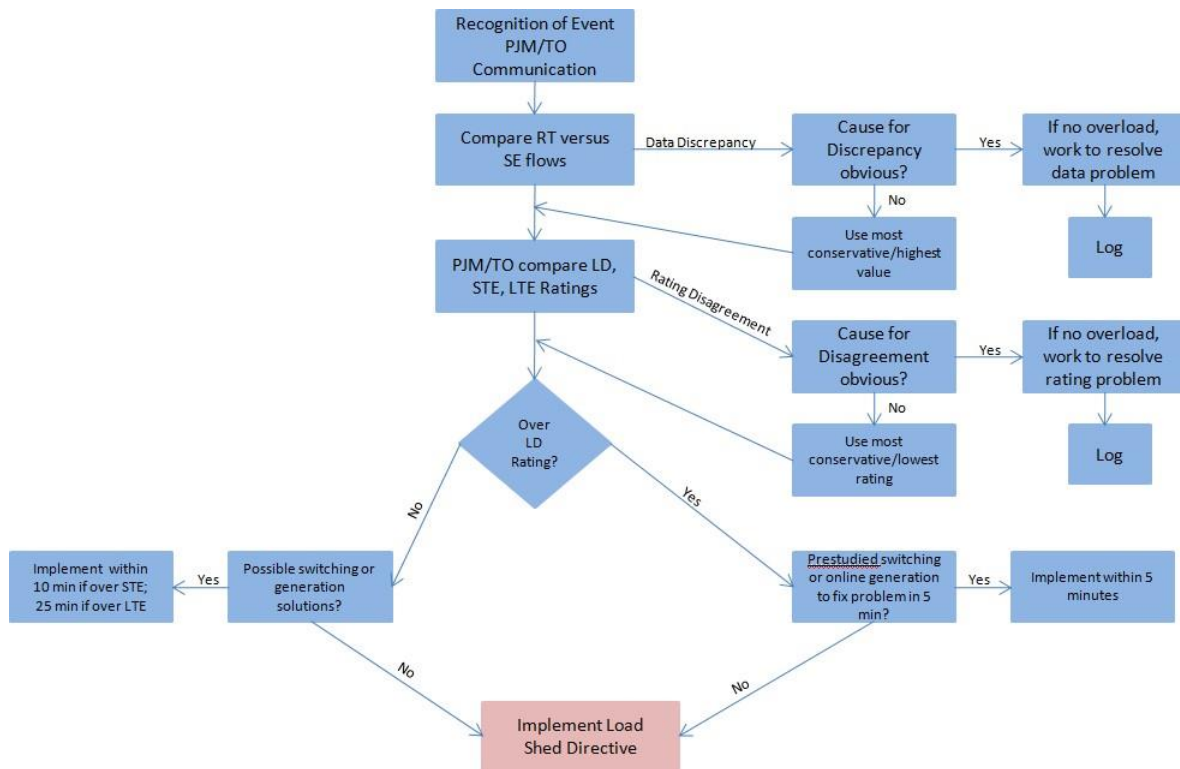 Recognition of Event
PJM/TO
Communication
Compare RT versus
SE flows
Data Discrepancy
Cause for
Discrepancy
obvious?
Yes
If no overload,
work to resolve
data problem
No
Log
Use most
conservative/highest
value
PJM/TO compare LD,
STE, LTE Ratings
Rating Disagreement
Cause for
Disagreement
obvious?
Yes
If no overload,
work to resolve
rating problem
No
Log
Use most
conservative/lowest
rating
Over
LD
Rating?
No
Yes
Implement within
10 min if over STE;
25 min if over LTE
Yes
Possible switching or
generation
solutions?
Prestudied switching
or online generation
to fix problem in 5
min?
Yes
Implement within 5
minutes
No
No
Implement Load
Shed Directive